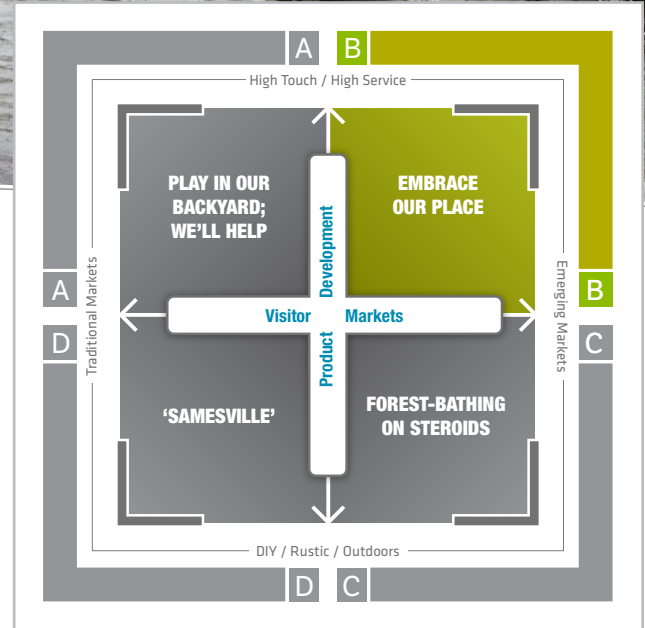 A B
High Touch / High Service
PLAY IN OUR
BACKYARD;
WE'LL HELP
EMBRACE
OUR PLACE
Product Development
Visitor Markets
Traditional Markets
Emerging Markets
A
B
D
C
'SAMESVILLE'
FOREST-BATHING
ON STEROIDS
DIY / Rustic / Outdoors
D C